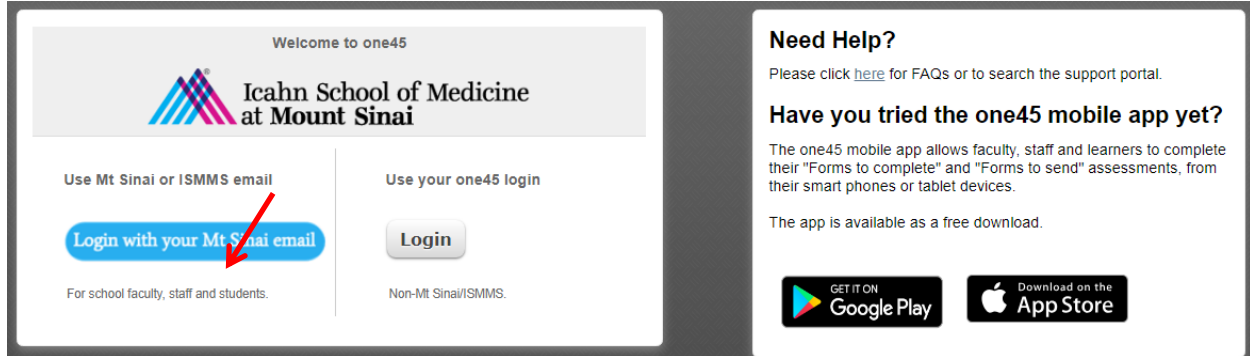 Welcome to one45
Icahn School of Medicine
at Mount Sinai
Use Mt Sinai or ISMMS email
Login with your Mt Sinai email
For school faculty, staff and students.
Use your one45 login
Login
Non-Mt Sinai/ISMMS.
Need Help?
Please click here for FAQs or to search the support portal.
Have you tried the one45 mobile app yet?
The one45 mobile app allows faculty, staff and learners to complete
their "Forms to complete" and "Forms to send" assessments, from
their smart phones or tablet devices.
The app is available as a free download.
GET IT ON
Google Play
Download on the
App Store